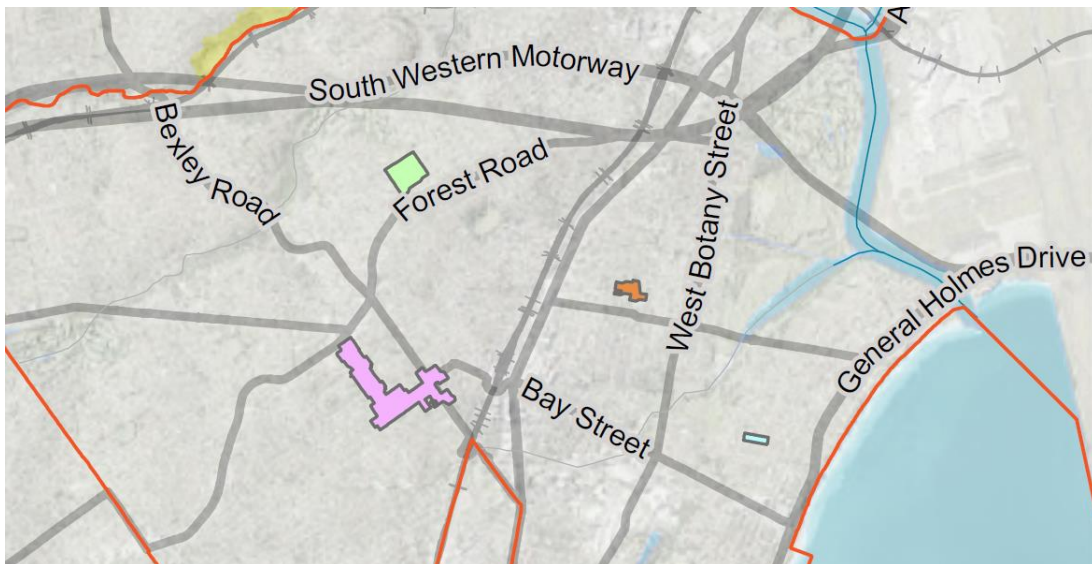 South Western Motorway
Bexley Road
Forest Road
West Botany Street
General Holmes Drive
Bay Street